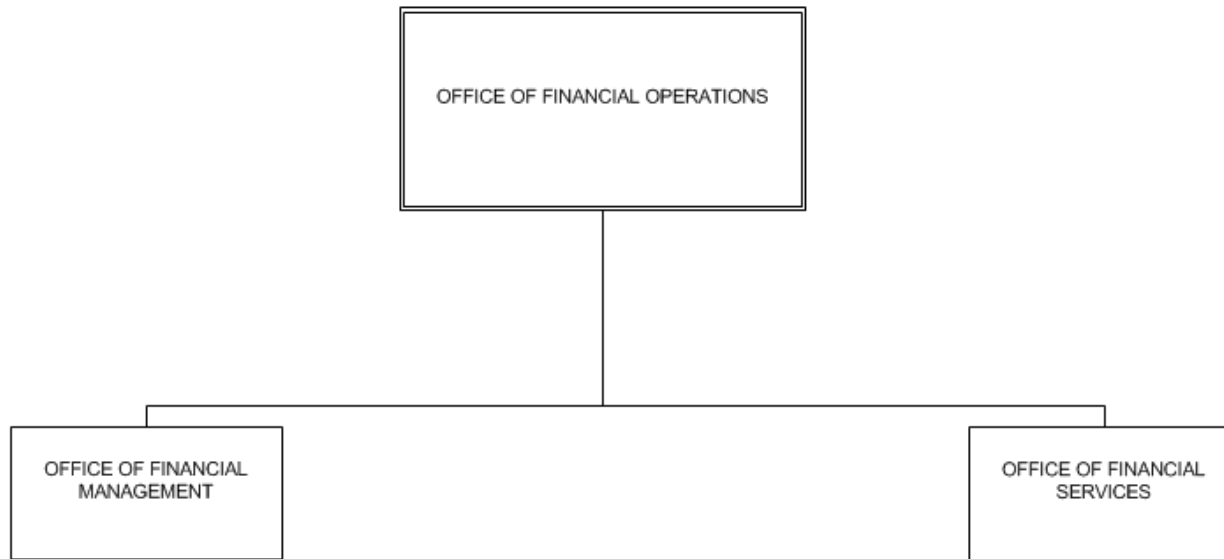 OFFICE OF FINANCIAL OPERATIONS
OFFICE OF FINANCIAL
MANAGEMENT
OFFICE OF FINANCIAL
SERVICES